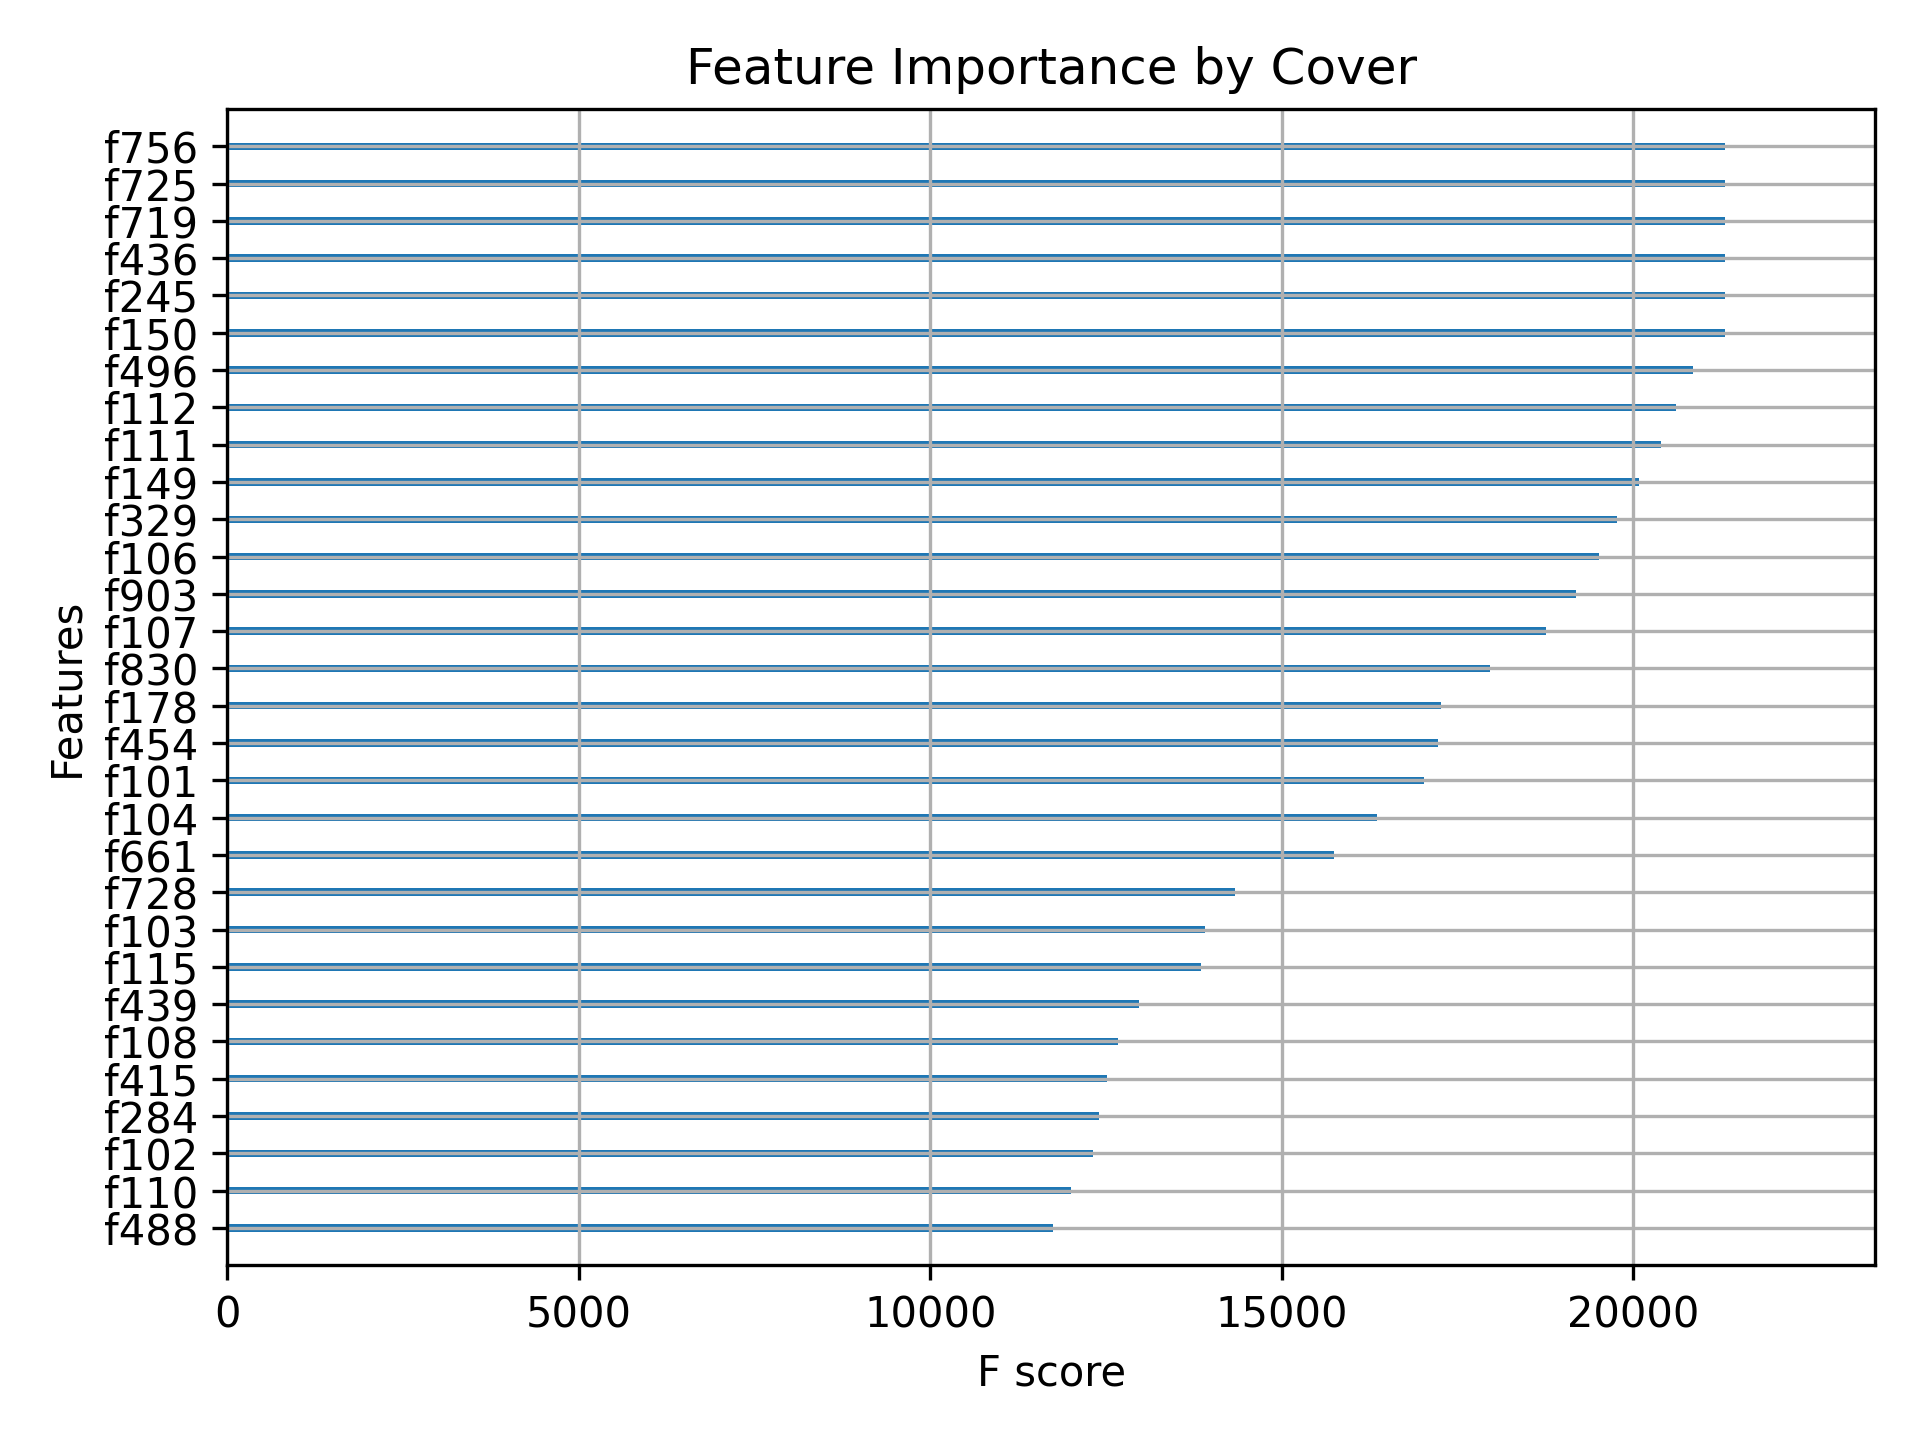 Feature Importance by Cover
Features
f756
f725
f719
f436
f245
f150
f496
f112
f111
f149
f329
f106
f903
f107
f830
f178
f454
f101
f104
f661
f728
f103
f115
f439
f108
f415
f284
f102
f110
f488
0 5000 10000 15000 20000
F score